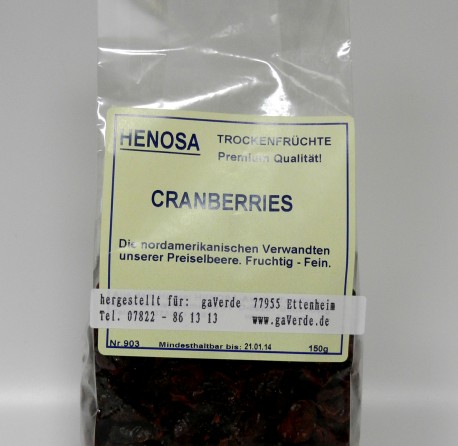 HENOSA TROCKENFRÜCHTE
Premium Qualität!
CRANBERRIES
Die nordamerikanischen Verwandten
unserer Preiselbeere. Fruchtig - Fein.
hergestellt für: gaVerde 77955 Ettenheim
Tel. 07822 - 86 13 13 www.gaVerde.de
Nr. 903 Mindesthaltbar bis: 21.01.14 150g